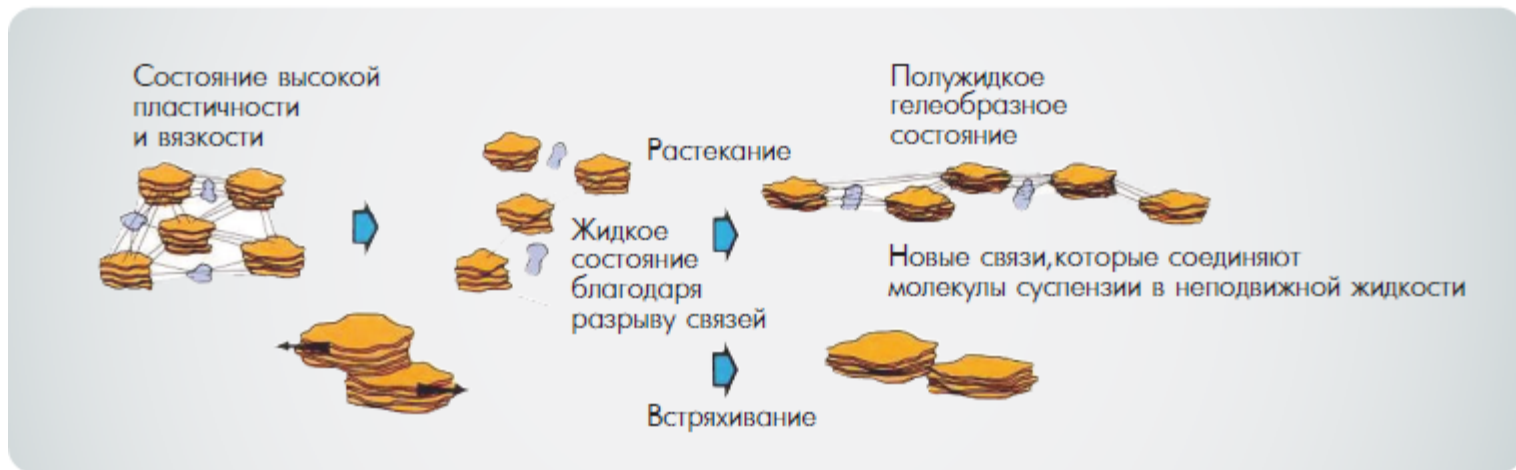 Состояние высокой
пластичности
и вязкости
Растекание
Жидкое
состояние
благодаря
разрыву связей
Полужидкое
гелеобразное
состояние
Новые связи,которые соединяют
молекулы суспензии в неподвижной жидкости
Встряхивание